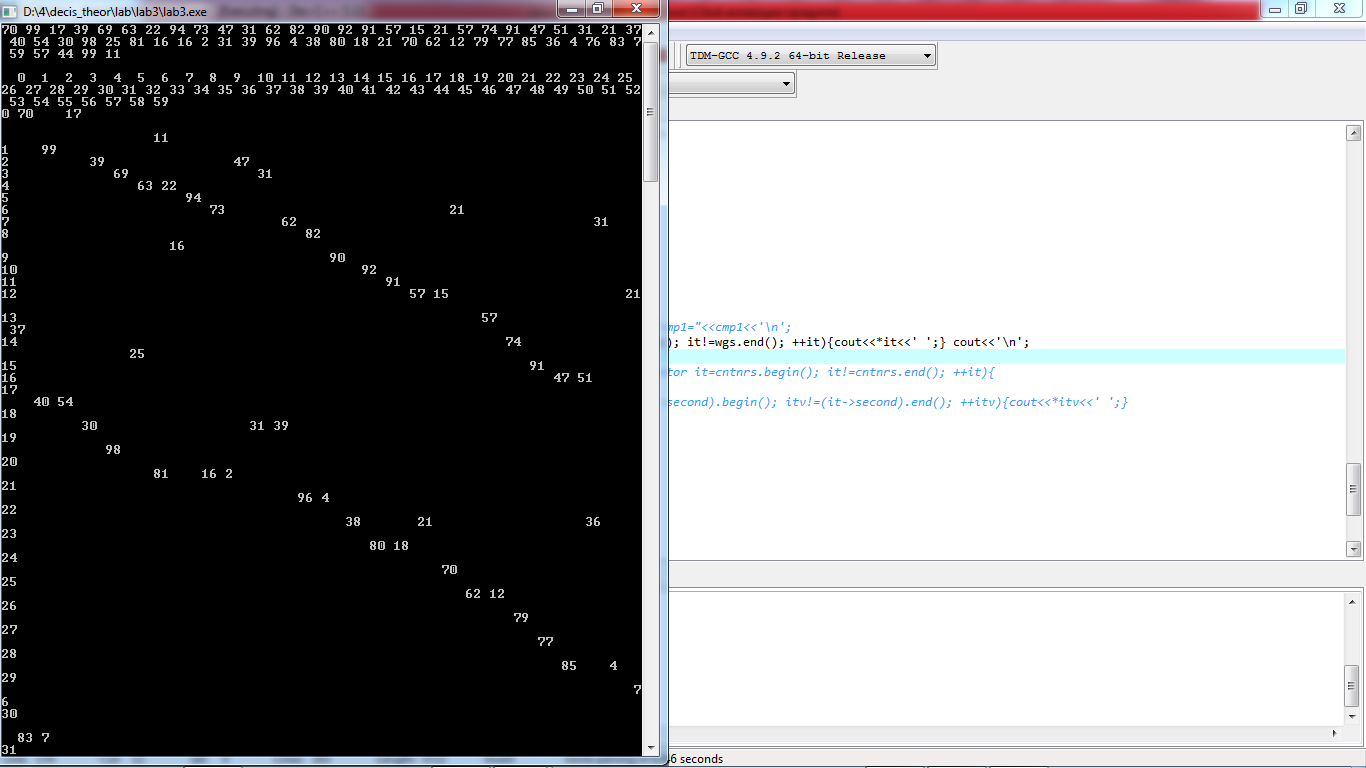 D:\4\decis_theor\lab\lab3\lab3.exe
70 99 17 39 69 63 22 94 73 47 31 62 82 90 92 91 57 15 21 57 74 91 47 51 31 21 37
40 54 30 98 25 81 16 16 2 31 39 96 4 38 80 18 21 70 62 12 79 77 85 36 4 76 83 7
59 57 44 99 11
0 1 2 3 4 5 6 7 8 9 10 11 12 13 14 15 16 17 18 19 20 21 22 23 24 25
26 27 28 29 30 31 32 33 34 35 36 37 38 39 40 41 42 43 44 45 46 47 48 49 50 51 52
53 54 55 56 57 58 59
0 70 17
11
1 99
2 39 47
3 69 31
4 63 22
5 94
6 73 21
7 62 31
8 82
16
9 90
10 92
11 91
12 57 15 21
13 57
37
14 74
25
15 91
16 47 51
17
40 54
18
30 31 39
19
98
20
81 16 2
21
96 4
22
38 21 36
23
80 18
24
70
25
62 12
26
79
27
77
28
85 4
29
7
6
30
83 7
31
TDM-GCC 4.9.2 64-bit Release
mp1="<<cmp1<<'\n';
); it!=wgs.end(); ++it){cout<<*it<<' ';} cout<<'\n';
tor it=cntnrs.begin(); it!=cntnrs.end(); ++it){
second).begin(); itv!=(it->second).end(); ++itv){cout<<*itv<<' ';}
46 seconds